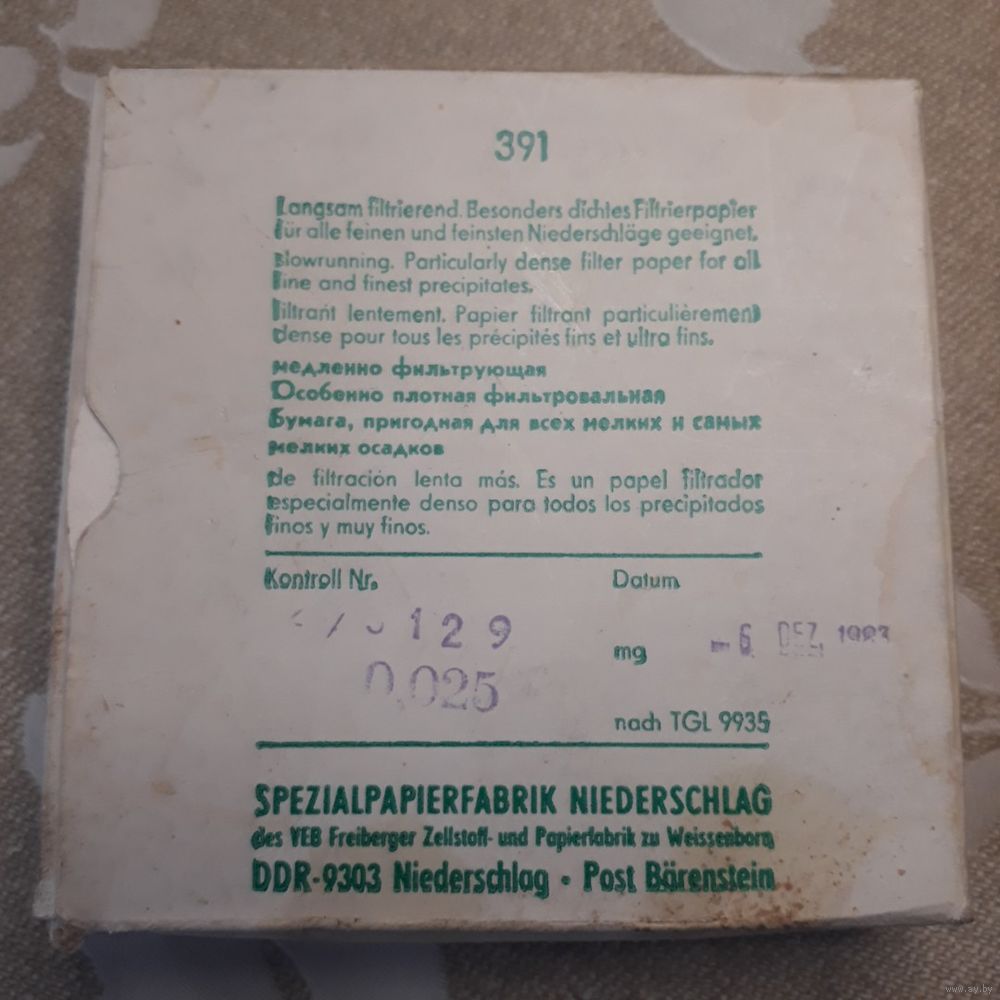 391
Langsam filtrierend. Besonders dichtes Filtrierpapier
für alle feinen und feinsten Niederschläge geeignet.
slowrunning. Particularly dense filter paper for all
fine and finest precipitates.
filtrant lentement. Papier filtrant particulièrement
dense pour tous les précipités fins et ultra fins.
медленно фильтрующая
Особенно плотная фильтровальная
Бумага, пригодная для всех мелких и самых
мелких осадков
de filtración lenta más. Es un papel filtrador
especialmente denso para todos los precipitados
finos y muy finos.
Kontroll Nr. Datum
129
mg - 6. DEZ. 1983
0,025
nach TGL 9935
SPEZIALPAPIERFABRIK NIEDERSCHLAG
des VEB Freiberger Zellstoff- und Papierfabrik zu Weissenborn
DDR-9303 Niederschlag • Post Bärenstein
www.ay.by